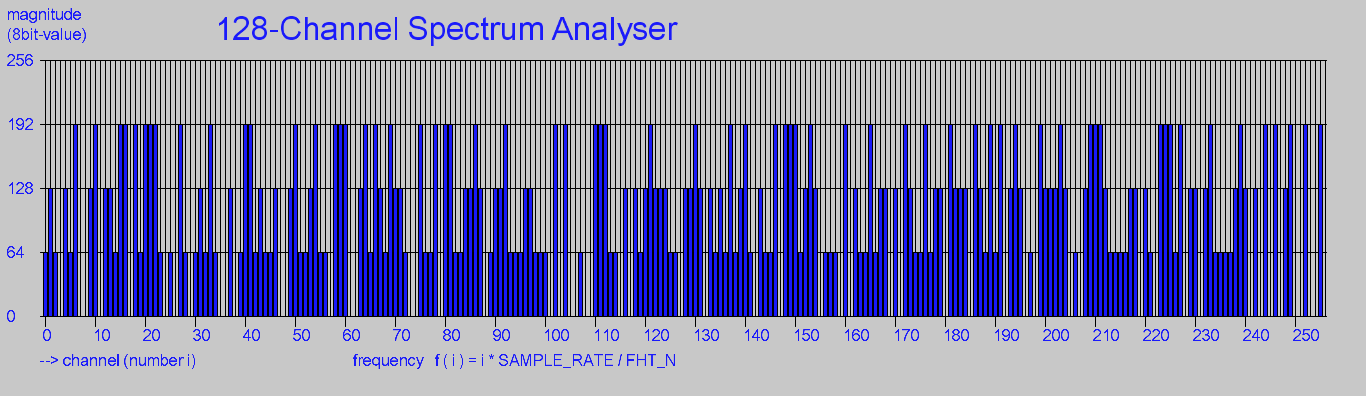 magnitude
(8bit-value)
128-Channel Spectrum Analyser
256
192
128
64
0
0 10 20 30 40 50 60 70 80 90 100 110 120 130 140 150 160 170 180 190 200 210 220 230 240 250
--> channel (number i)
frequency f ( i ) = i * SAMPLE_RATE / FHT_N